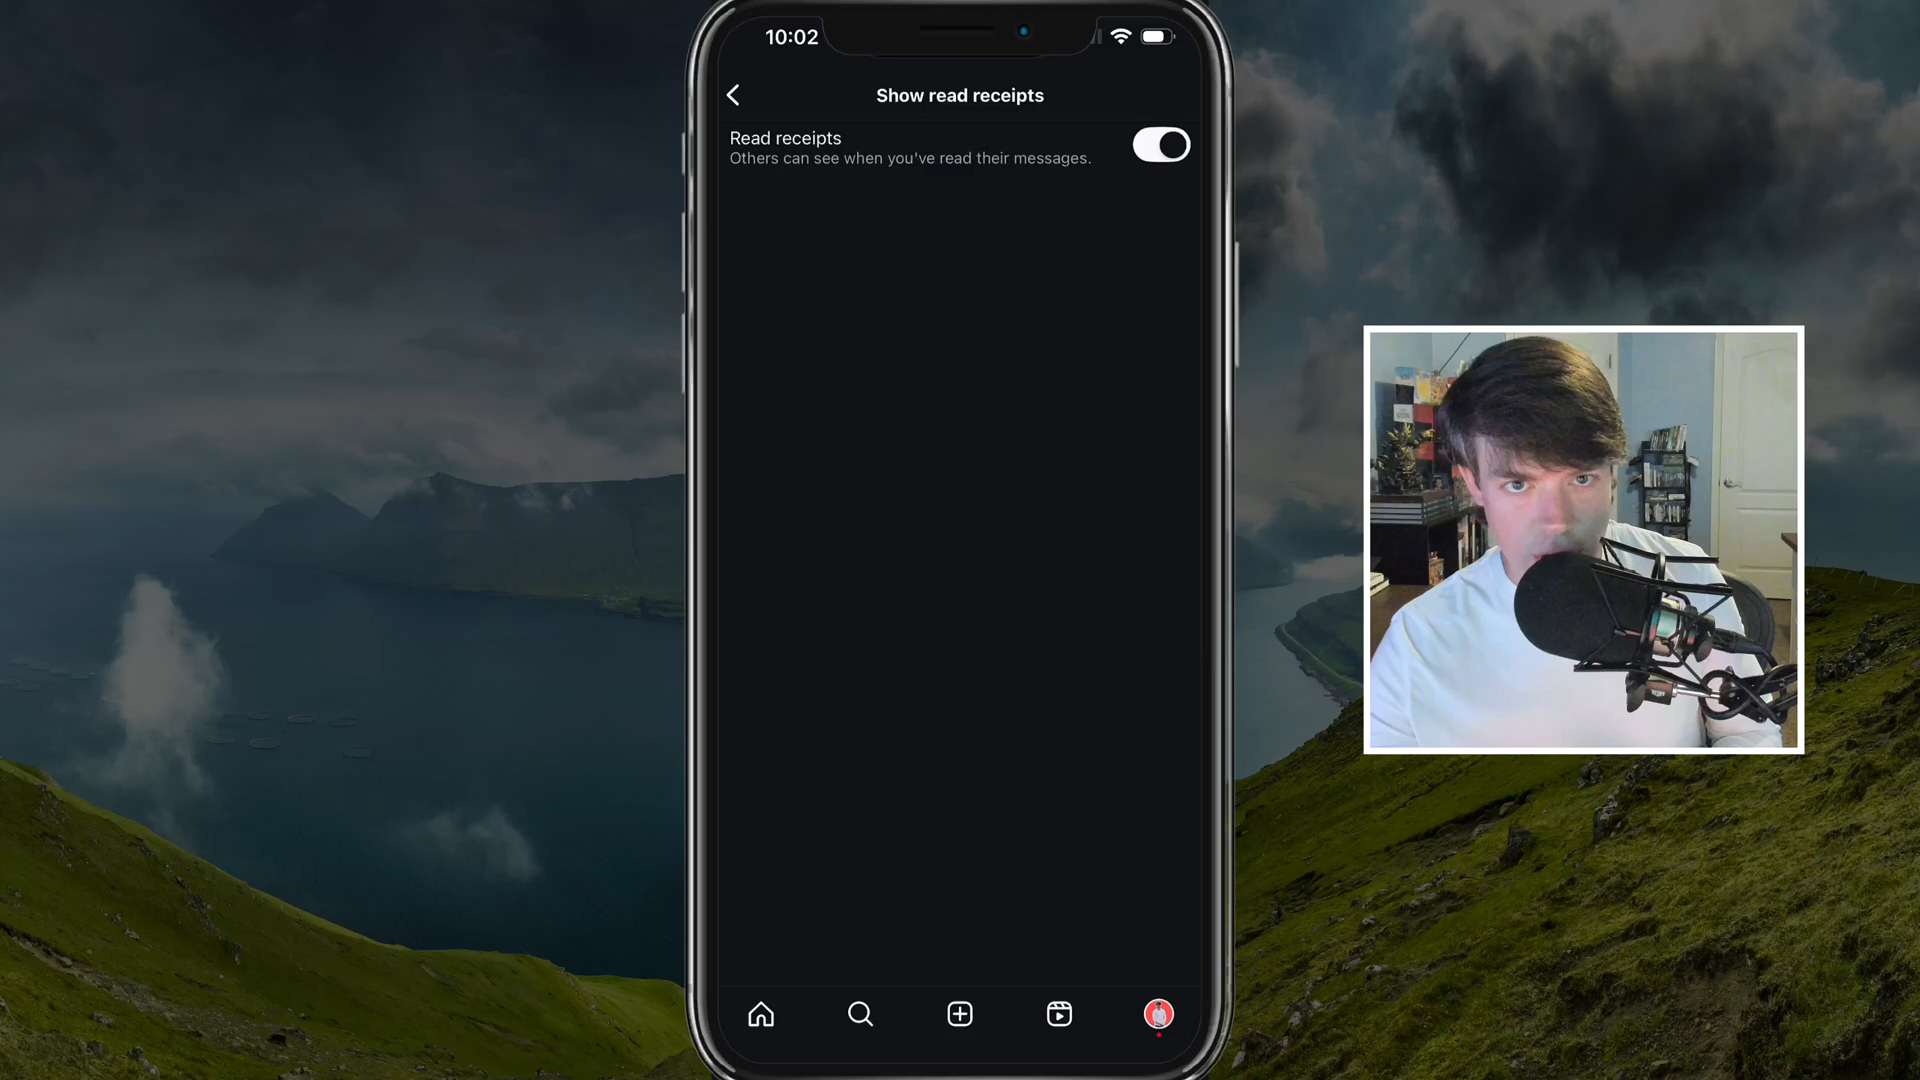 10:02
Show read receipts
Read receipts
Others can see when you've read their messages.